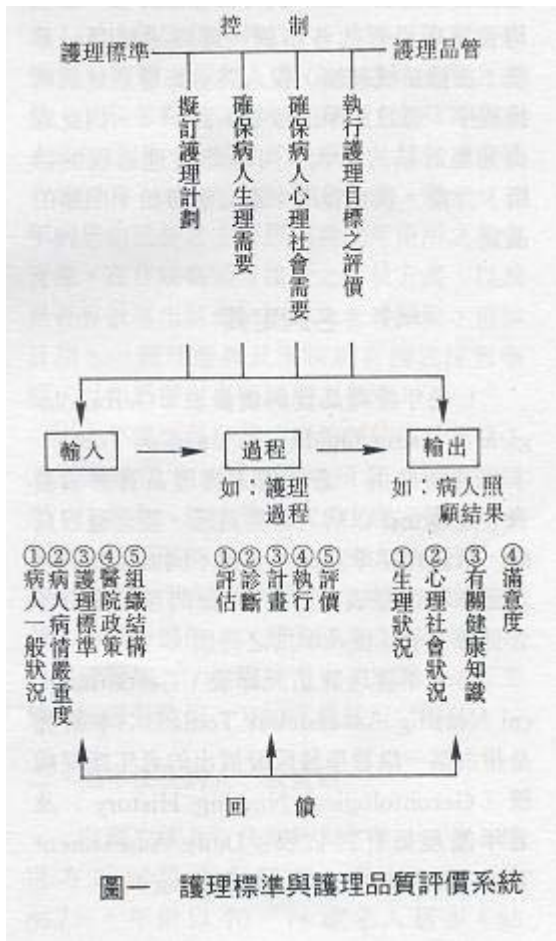 控 制
護理標準
護理品管
擬訂護理計劃
確保病人生理需要
確保病人心理社會需要
執行護理目標之評價
輸入
過程
輸出
如：護理
過程
如：病人照
顧結果
①病人一般狀況
②病人病情嚴重度
③護理標準
④醫院政策
⑤組織結構
①評估
②診斷
③計畫
④執行
⑤評價
①生理狀況
②心理社會狀況
③有關健康知識
④滿意度
回 饋
圖一 護理標準與護理品質評價系統